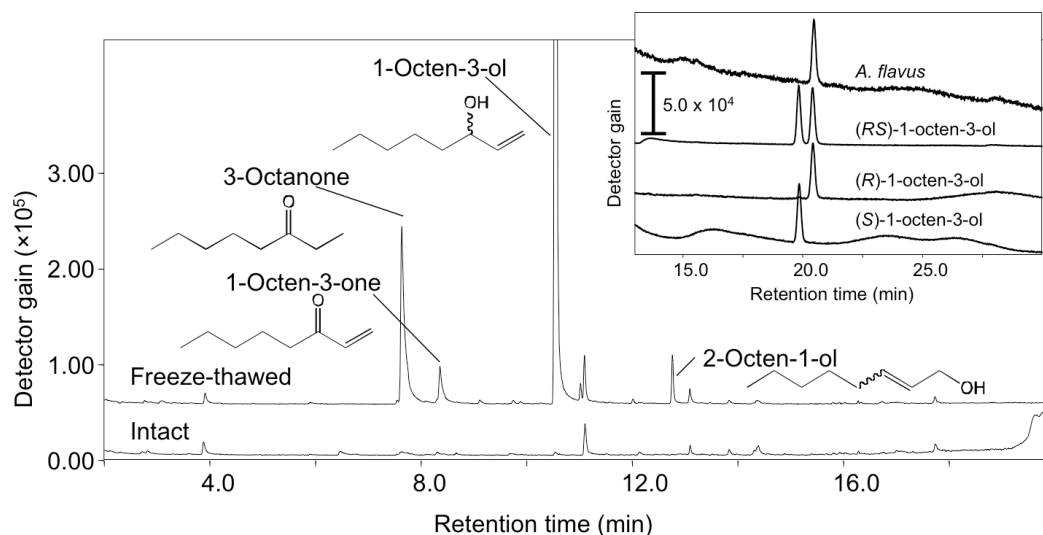 1-Octen-3-ol
OH
3-Octanone
O
1-Octen-3-one
O
Freeze-thawed
Intact
2-Octen-1-ol
OH
Detector gain (×10⁵)
3.00
2.00
1.00
0.00
4.0 8.0 12.0 16.0
Retention time (min)
A. flavus
5.0 x 10⁴
(RS)-1-octen-3-ol
(R)-1-octen-3-ol
(S)-1-octen-3-ol
Detector gain
15.0 20.0 25.0
Retention time (min)